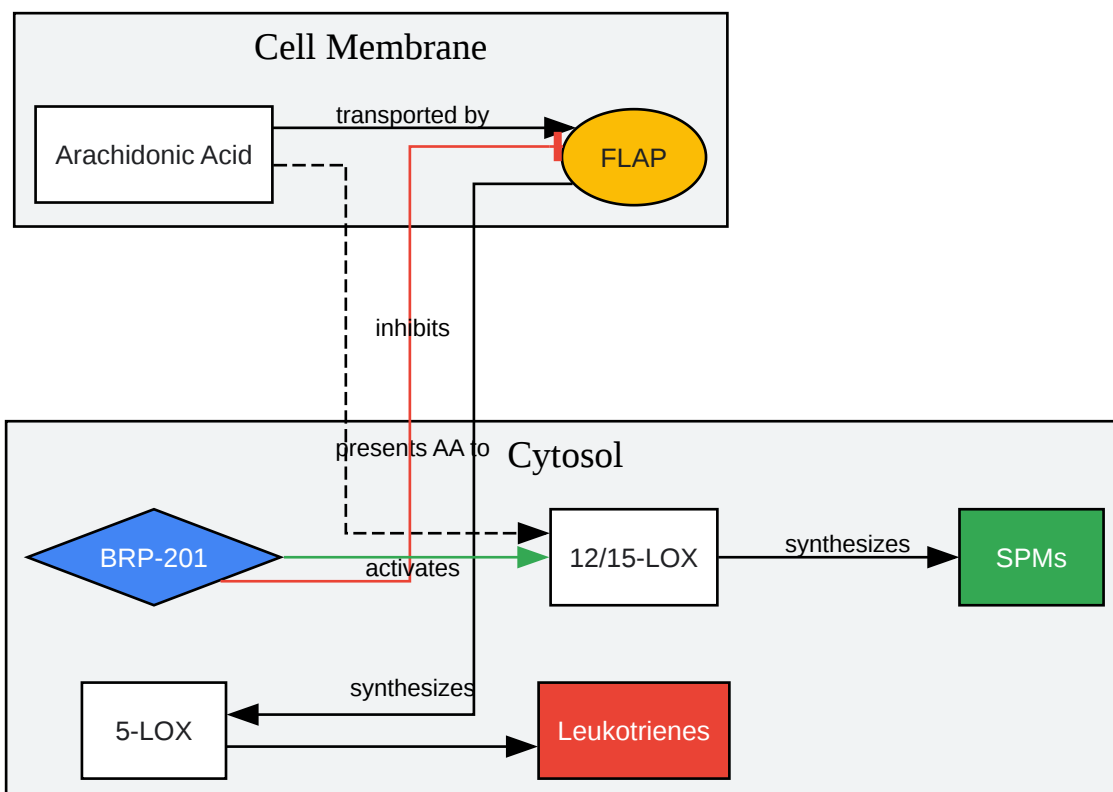 Cell Membrane
transported by
Arachidonic Acid
FLAP
inhibits
presents AA to
Cytosol
BRP-201
activates
12/15-LOX
synthesizes
SPMs
synthesizes
5-LOX
Leukotrienes